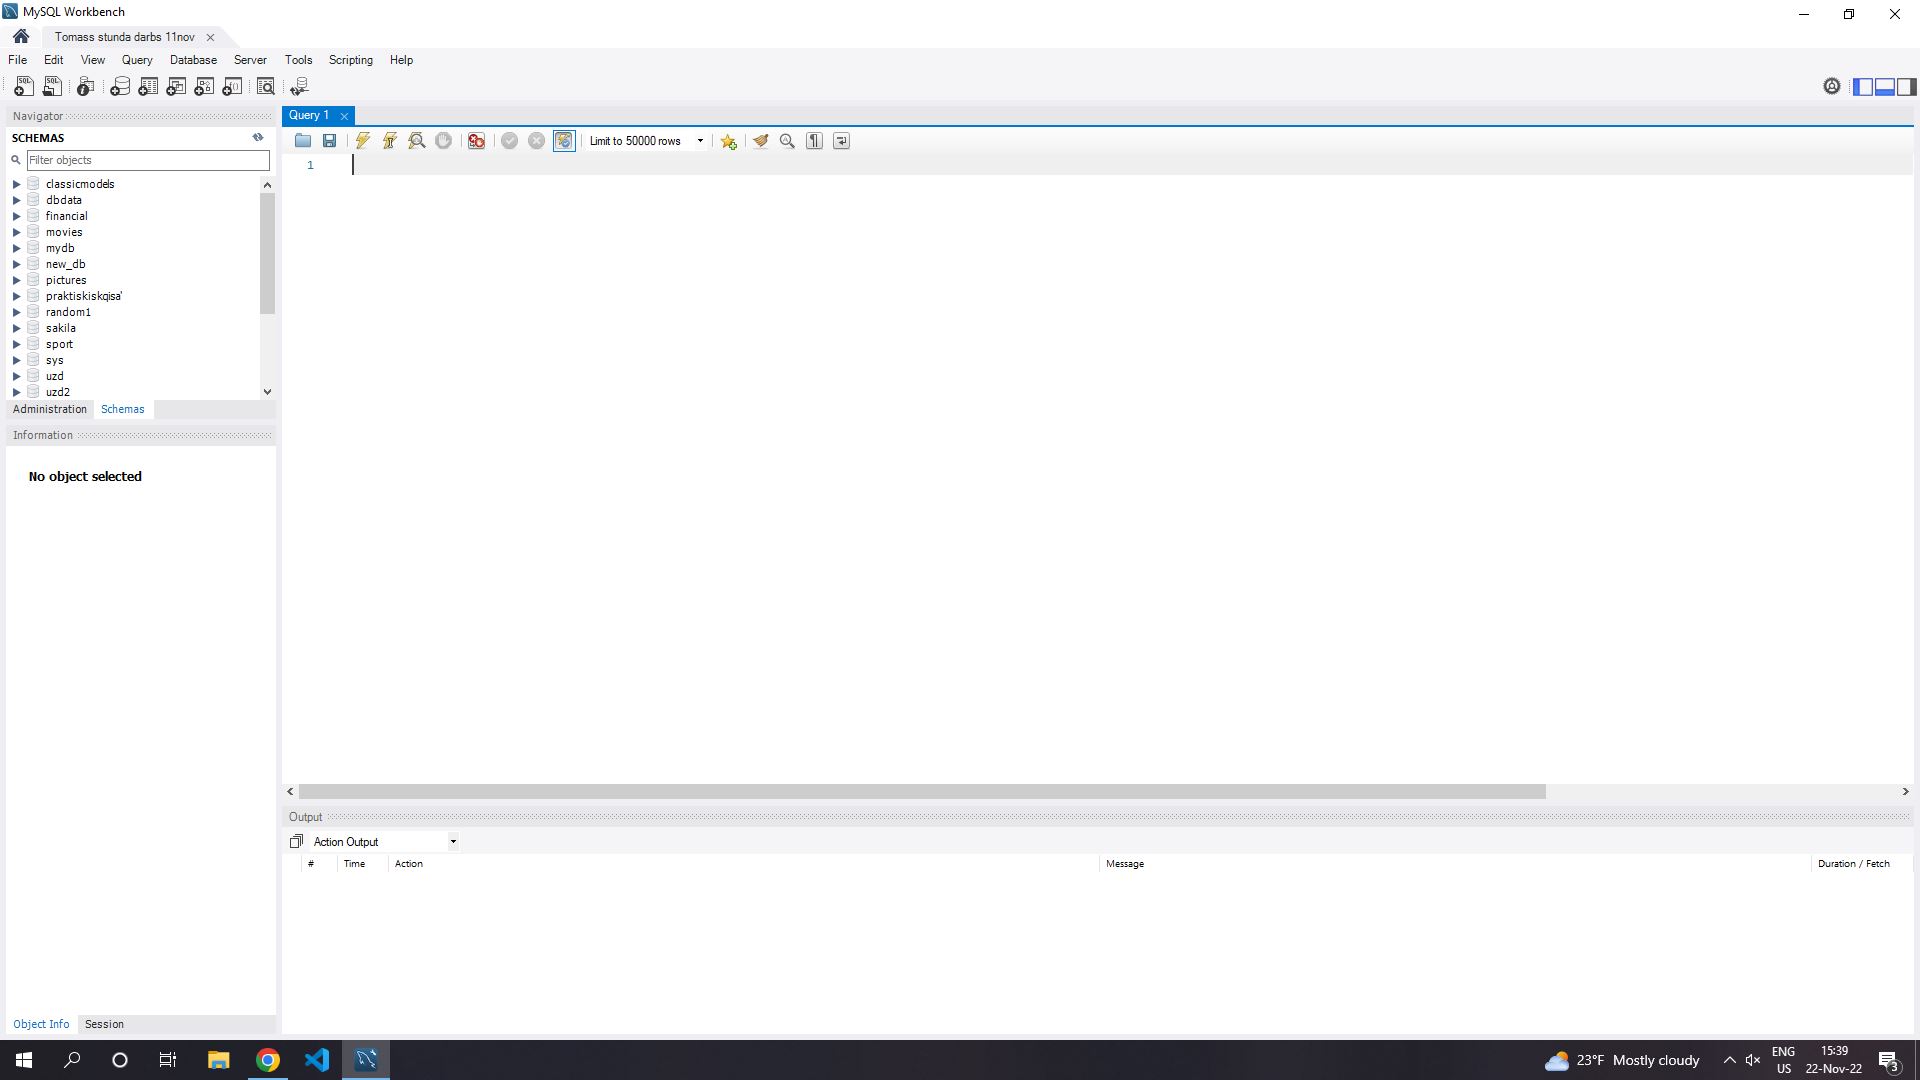 MySQL Workbench
Tomass stunda darbs 11nov
File Edit View Query Database Server Tools Scripting Help
Navigator
SCHEMAS
Filter objects
classicmodels
dbdata
financial
movies
mydb
new_db
pictures
praktiskiskqisa'
random1
sakila
sport
sys
uzd
uzd2
Administration Schemas
Information
No object selected
Object Info Session
Query 1
Limit to 50000 rows
1
Output
Action Output
# Time Action Message Duration / Fetch
23°F Mostly cloudy
ENG
US
15:39
22-Nov-22
3